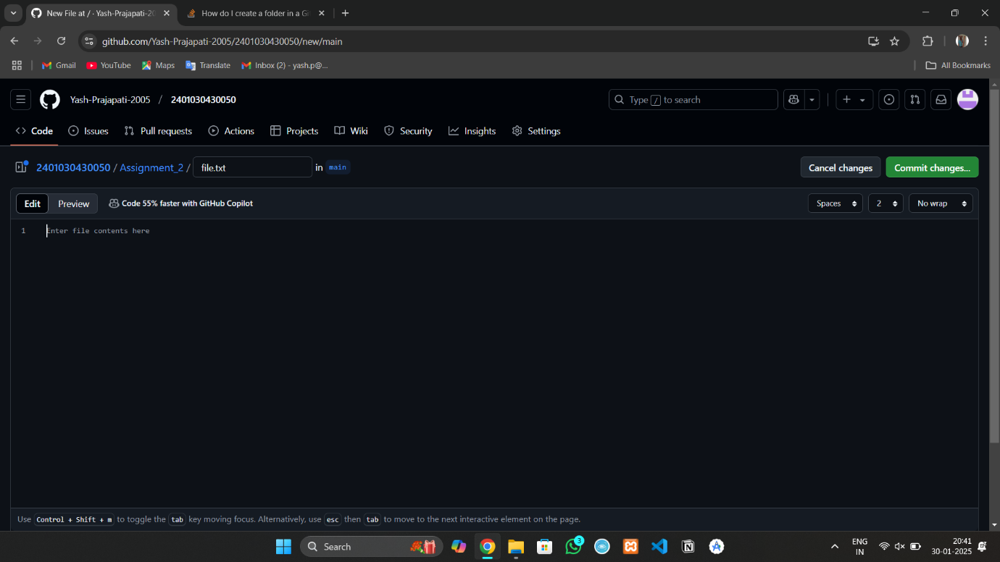 New File at / · Yash-Prajapati-20
How do I create a folder in a Gi
github.com/Yash-Prajapati-2005/2401030430050/new/main
Gmail YouTube Maps Translate Inbox (2) - yash.p@... All Bookmarks
Yash-Prajapati-2005 / 2401030430050 Type / to search
Code Issues Pull requests Actions Projects Wiki Security Insights Settings
2401030430050 / Assignment_2 / file.txt in main Cancel changes Commit changes...
Edit Preview Code 55% faster with GitHub Copilot Spaces 2 No wrap
1 Enter file contents here
Use Control + Shift + m to toggle the tab key moving focus. Alternatively, use esc then tab to move to the next interactive element on the page.
Search 3 ENG 20:41
IN 30-01-2025